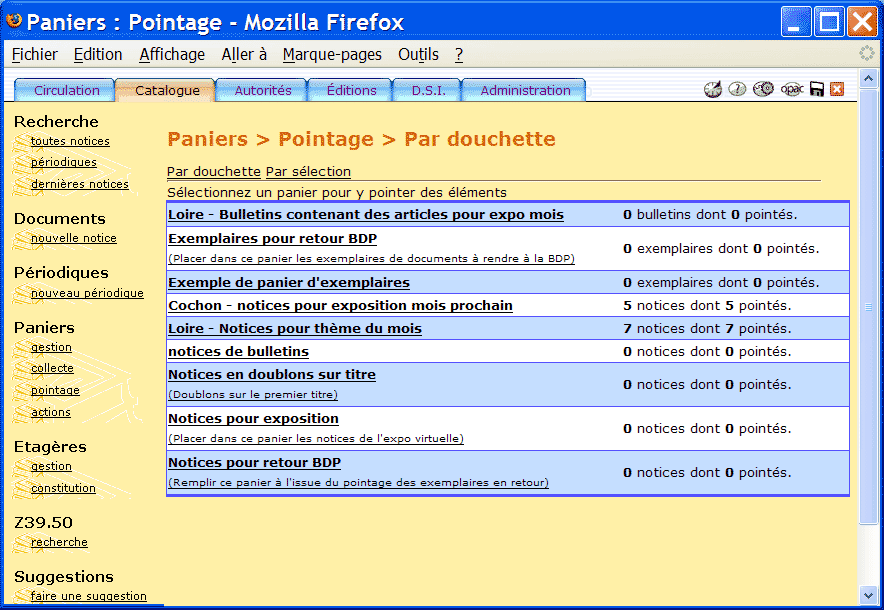 Paniers : Pointage - Mozilla Firefox
Fichier Edition Affichage Aller à Marque-pages Outils ?
Circulation Catalogue Autorités Éditions D.S.I. Administration opac
Recherche
toutes notices
périodiques
dernières notices
Documents
nouvelle notice
Périodiques
nouveau périodique
Paniers
gestion
collecte
pointage
actions
Etagères
gestion
constitution
Z39.50
recherche
Suggestions
faire une suggestion
Paniers > Pointage > Par douchette
Par douchette Par sélection
Sélectionnez un panier pour y pointer des éléments
Loire - Bulletins contenant des articles pour expo mois 0 bulletins dont 0 pointés.
Exemplaires pour retour BDP
(Placer dans ce panier les exemplaires de documents à rendre à la BDP) 0 exemplaires dont 0 pointés.
Exemple de panier d'exemplaires 0 exemplaires dont 0 pointés.
Cochon - notices pour exposition mois prochain 5 notices dont 5 pointés.
Loire - Notices pour thème du mois 7 notices dont 7 pointés.
notices de bulletins 0 notices dont 0 pointés.
Notices en doublons sur titre
(Doublons sur le premier titre) 0 notices dont 0 pointés.
Notices pour exposition
(Placer dans ce panier les notices de l'expo virtuelle) 0 notices dont 0 pointés.
Notices pour retour BDP
(Remplir ce panier à l'issue du pointage des exemplaires en retour) 0 notices dont 0 pointés.